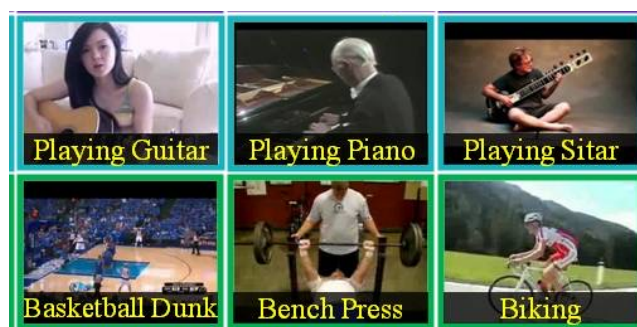 Playing Guitar
Playing Piano
Playing Sitar
Basketball Dunk
Bench Press
Biking